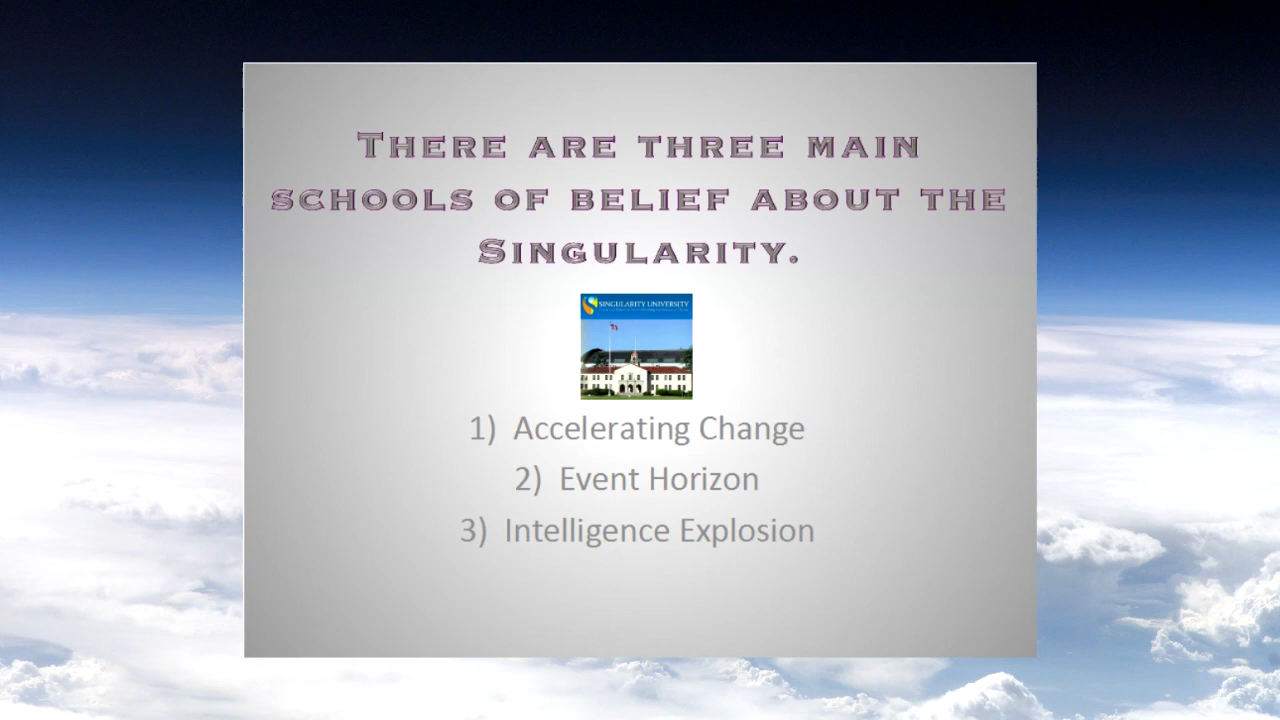 There are three main
schools of belief about the
Singularity.
SINGULARITY UNIVERSITY
1) Accelerating Change
2) Event Horizon
3) Intelligence Explosion